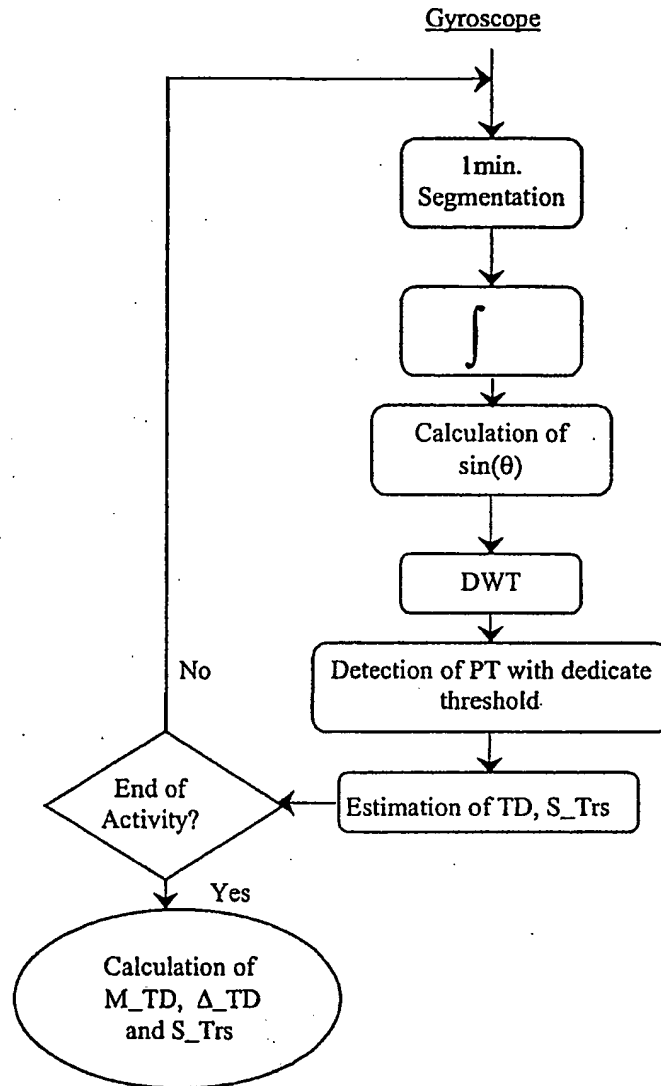 Gyroscope
1min.
Segmentation
∫
Calculation of
sin(θ)
DWT
Detection of PT with dedicate
threshold
No
Estimation of TD, S_Trs
End of
Activity?
Yes
Calculation of
M_TD, Δ_TD
and S_Trs